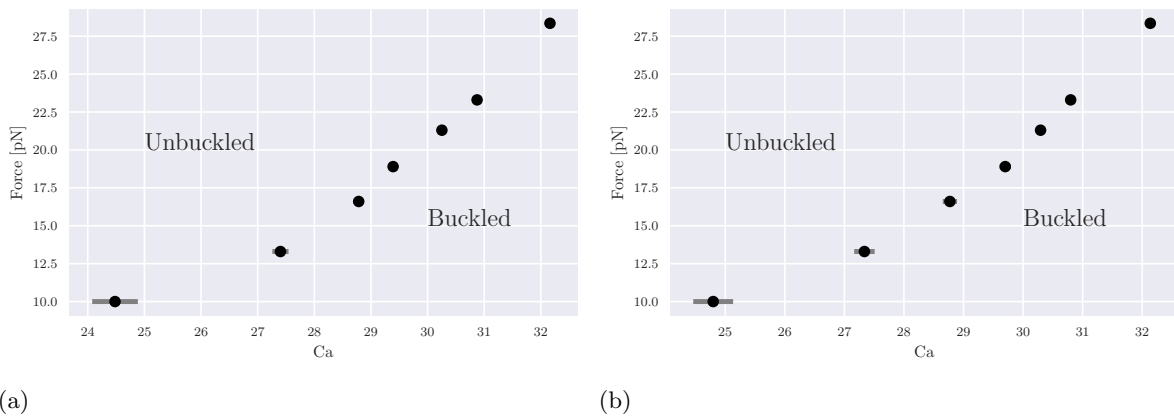 27.5
25.0
22.5
20.0
17.5
15.0
12.5
10.0
Force [pN]
Unbuckled
Buckled
24 25 26 27 28 29 30 31 32
Ca
(a)
27.5
25.0
22.5
20.0
17.5
15.0
12.5
10.0
Force [pN]
Unbuckled
Buckled
25 26 27 28 29 30 31 32
Ca
(b)